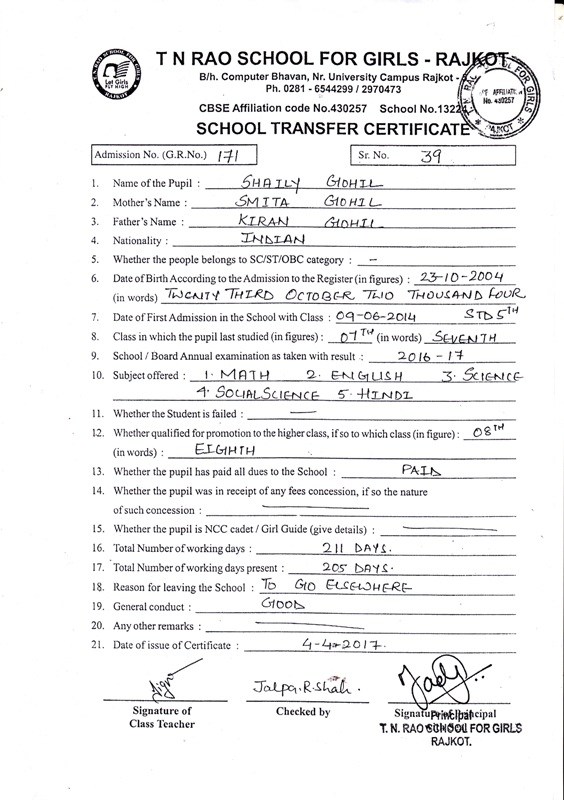 T. N. RAO SCHOOL FOR GIRLS
Let Girls
FLY HIGH
RAJKOT
T N RAO SCHOOL FOR GIRLS - RAJKOT
B/h. Computer Bhavan, Nr. University Campus Rajkot -
Ph. 0281 - 6544299 / 2970473
CBSE Affiliation code No.430257 School No.1322
AFFILIATI
No. 430257
RAJKOT
SCHOOL TRANSFER CERTIFICATE
Admission No. (G.R.No.) 171 Sr. No. 39
1. Name of the Pupil : SHAILY GOHIL
2. Mother's Name : SMITA GOHIL
3. Father's Name : KIRAN GOHIL
4. Nationality : INDIAN
5. Whether the people belongs to SC/ST/OBC category : –
6. Date of Birth According to the Admission to the Register (in figures) : 23-10-2004
(in words) TWENTY THIRD OCTOBER TWO THOUSAND FOUR
7. Date of First Admission in the School with Class : 09-06-2014 STD 5TH
8. Class in which the pupil last studied (in figures) : 07TH (in words) SEVENTH
9. School / Board Annual examination as taken with result : 2016 - 17
10. Subject offered : 1. MATH 2. ENGLISH 3. SCIENCE
4. SOCIALSCIENCE 5. HINDI
11. Whether the Student is failed : —
12. Whether qualified for promotion to the higher class, if so to which class (in figure) : 08TH
(in words) : EIGHTH
13. Whether the pupil has paid all dues to the School : PAID
14. Whether the pupil was in receipt of any fees concession, if so the nature
of such concession : —
15. Whether the pupil is NCC cadet / Girl Guide (give details) : —
16. Total Number of working days : 211 DAYS.
17. Total Number of working days present : 205 DAYS.
18. Reason for leaving the School : TO GO ELSEWHERE
19. General conduct : GOOD
20. Any other remarks : —
21. Date of issue of Certificate : 4-4-2017.
Jalpa.R.Shah.
Signature of Checked by Signature Principal
Class Teacher
Principal
T. N. RAO SCHOOL FOR GIRLS
RAJKOT.